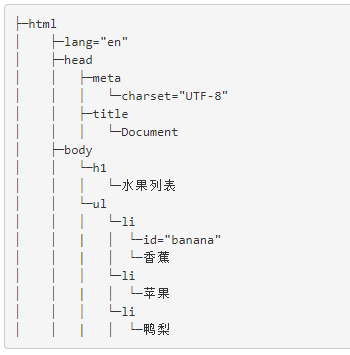 ├─html
│ ├─lang="en"
│ ├─head
│ │ ├─meta
│ │ │ └─charset="UTF-8"
│ │ ├─title
│ │ │ └─Document
│ ├─body
│ │ └─h1
│ │ │ └─水果列表
│ │ └─ul
│ │ │ └─li
│ │ │ │ └─id="banana"
│ │ │ │ └─香蕉
│ │ │ └─li
│ │ │ │ └─苹果
│ │ │ └─li
│ │ │ │ └─鸭梨